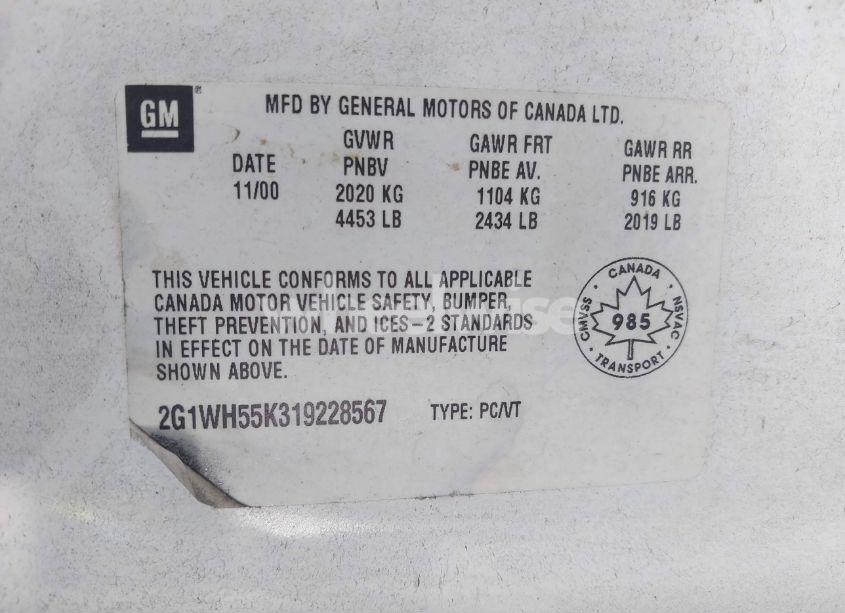 GM
MFD BY GENERAL MOTORS OF CANADA LTD.
DATE GVWR GAWR FRT GAWR RR
PNBV PNBE AV. PNBE ARR.
11/00 2020 KG 1104 KG 916 KG
4453 LB 2434 LB 2019 LB
THIS VEHICLE CONFORMS TO ALL APPLICABLE
CANADA MOTOR VEHICLE SAFETY, BUMPER,
THEFT PREVENTION, AND ICES-2 STANDARDS
IN EFFECT ON THE DATE OF MANUFACTURE
SHOWN ABOVE.
CANADA
CMVSS
985
NSVAC
TRANSPORT
2G1WH55K319228567 TYPE: PC/VT